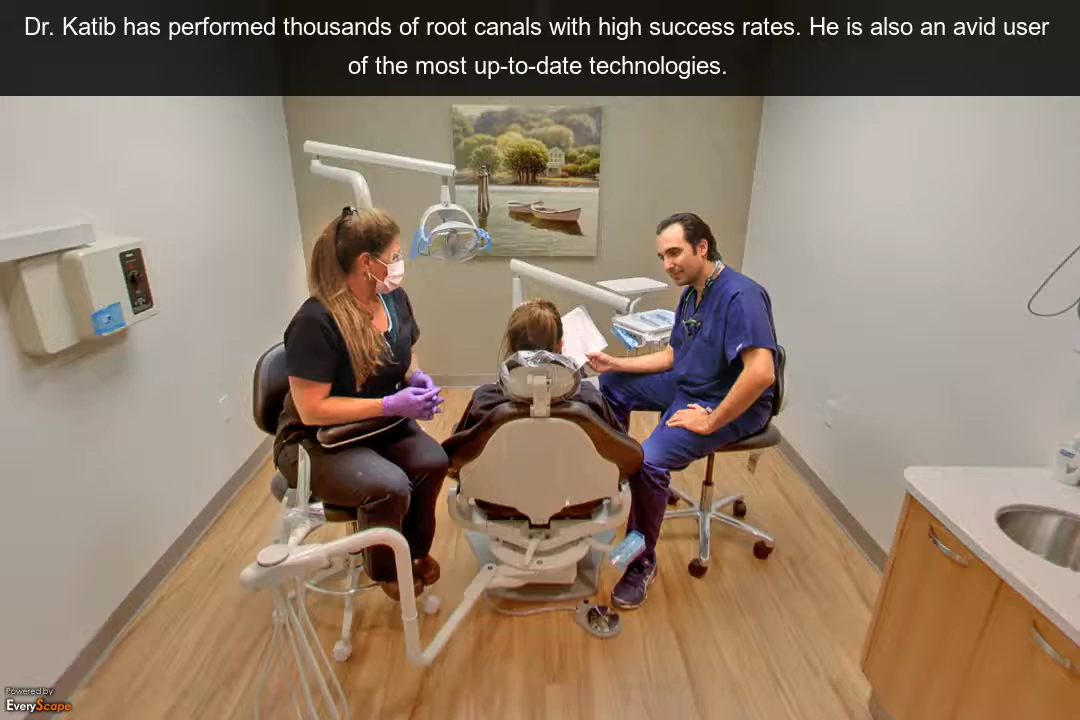 Dr. Katib has performed thousands of root canals with high success rates. He is also an avid user
of the most up-to-date technologies.
Powered by
EveryScape